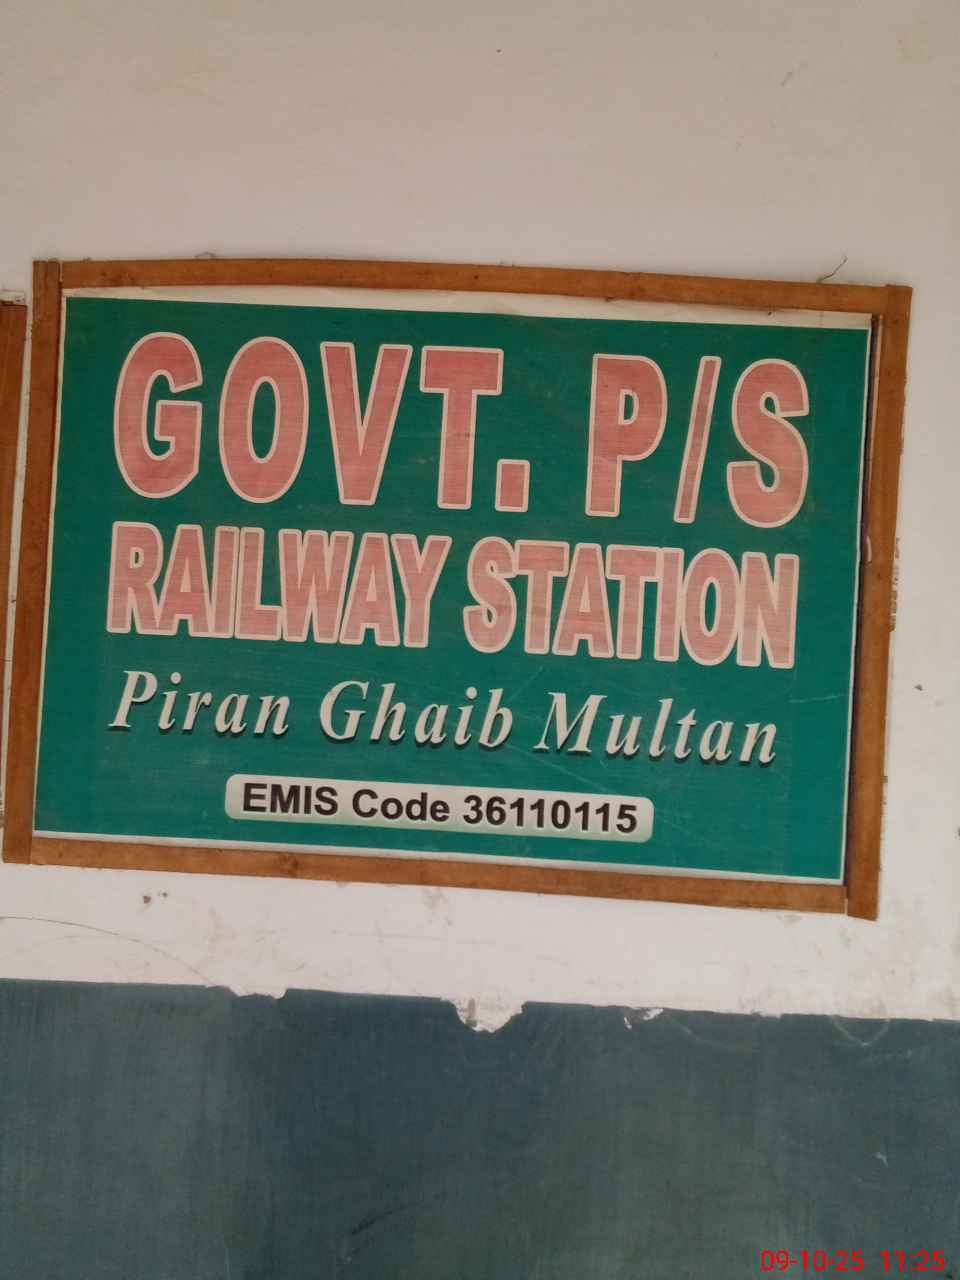 GOVT. P/S
RAILWAY STATION
Piran Ghaib Multan
EMIS Code 36110115
09-10-25 11:25